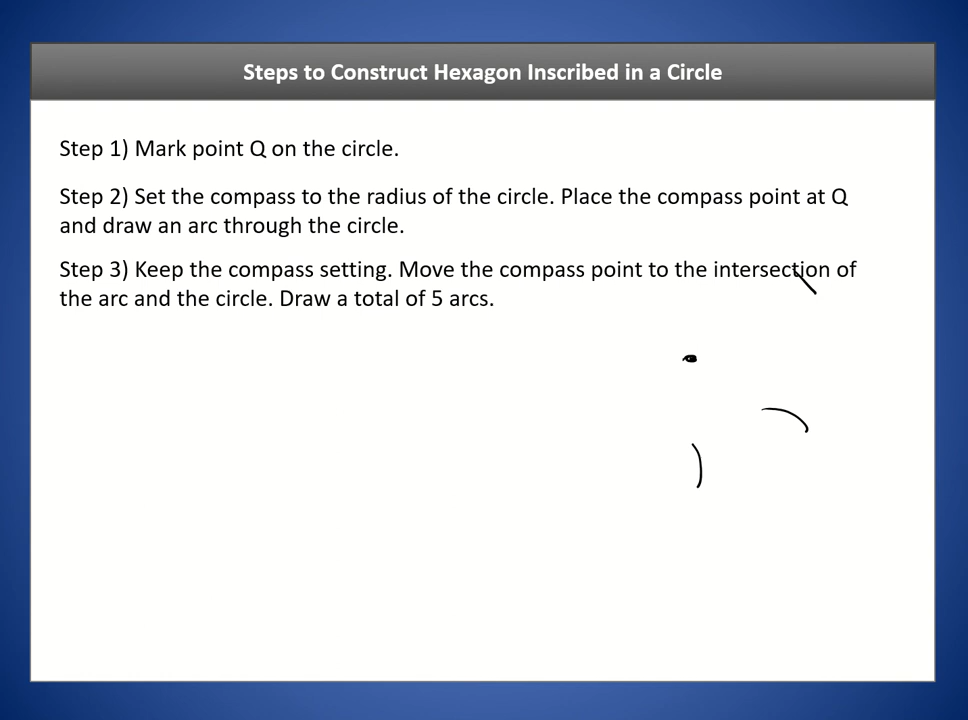 Steps to Construct Hexagon Inscribed in a Circle
Step 1) Mark point Q on the circle.
Step 2) Set the compass to the radius of the circle. Place the compass point at Q
and draw an arc through the circle.
Step 3) Keep the compass setting. Move the compass point to the intersection of
the arc and the circle. Draw a total of 5 arcs.